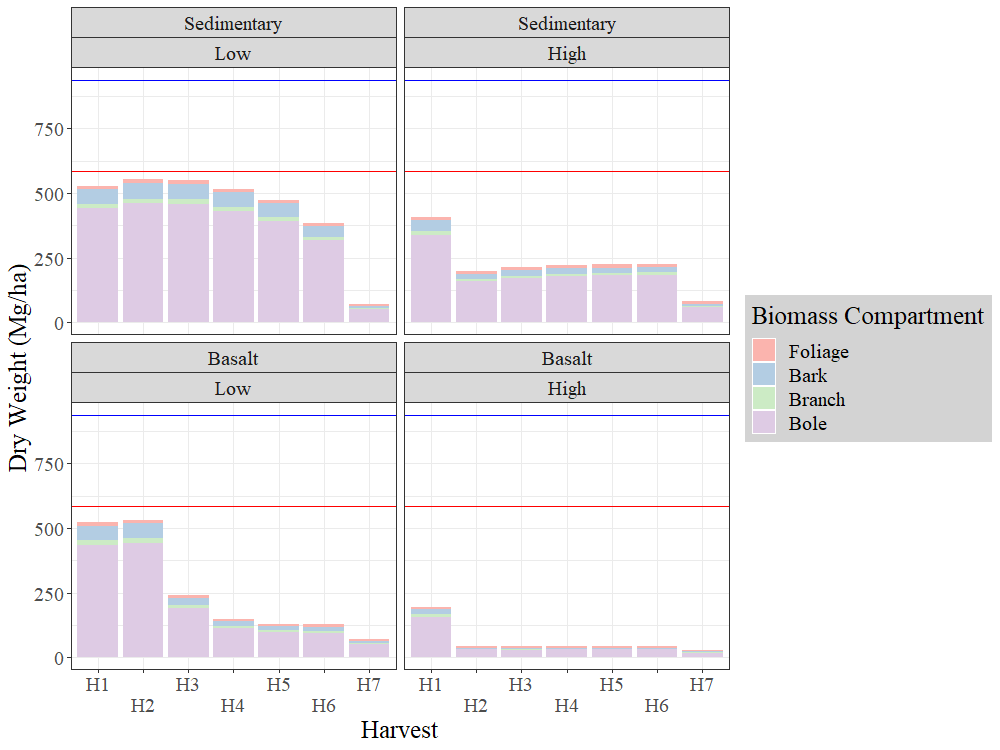 Sedimentary
Sedimentary
Low
High
750
500
250
0
Basalt
Basalt
Low
High
750
500
250
0
H1
H2
H3
H4
H5
H6
H7
H1
H2
H3
H4
H5
H6
H7
Harvest
Dry Weight (Mg/ha)
Biomass Compartment
Foliage
Bark
Branch
Bole